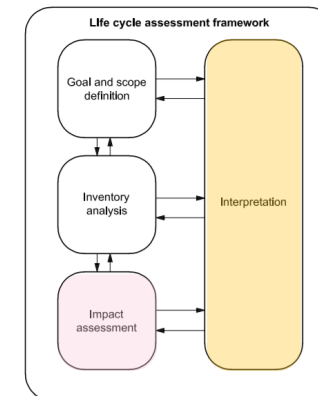 LIfe cycle assessment framework
Goal and scope
definition
Inventory
analysis
Interpretation
Impact
assessment